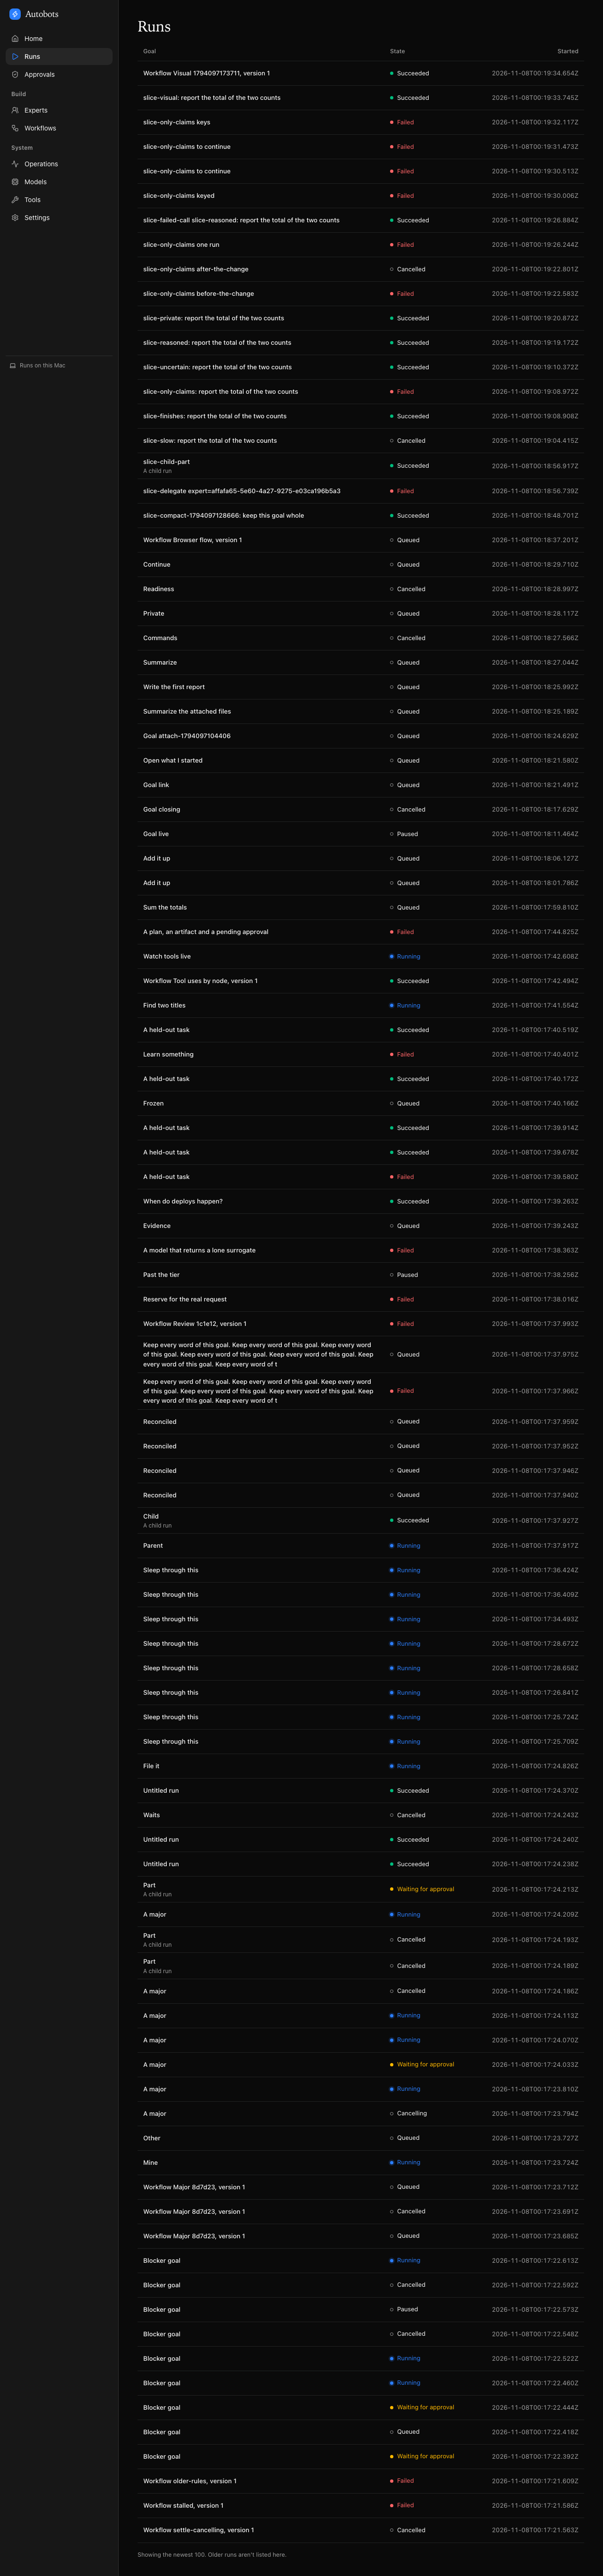 Autobots
Home
Runs
Approvals
Build
Experts
Workflows
System
Operations
Models
Tools
Settings
Runs on this Mac
Runs
Goal State Started
Workflow Visual 1794097173711, version 1 Succeeded 2026-11-08T00:19:34.654Z
slice-visual: report the total of the two counts Succeeded 2026-11-08T00:19:33.745Z
slice-only-claims keys Failed 2026-11-08T00:19:32.117Z
slice-only-claims to continue Failed 2026-11-08T00:19:31.473Z
slice-only-claims to continue Failed 2026-11-08T00:19:30.513Z
slice-only-claims keyed Failed 2026-11-08T00:19:30.006Z
slice-failed-call slice-reasoned: report the total of the two counts Succeeded 2026-11-08T00:19:26.884Z
slice-only-claims one run Failed 2026-11-08T00:19:26.244Z
slice-only-claims after-the-change Cancelled 2026-11-08T00:19:22.801Z
slice-only-claims before-the-change Failed 2026-11-08T00:19:22.583Z
slice-private: report the total of the two counts Succeeded 2026-11-08T00:19:20.872Z
slice-reasoned: report the total of the two counts Succeeded 2026-11-08T00:19:19.172Z
slice-uncertain: report the total of the two counts Succeeded 2026-11-08T00:19:10.372Z
slice-only-claims: report the total of the two counts Failed 2026-11-08T00:19:08.972Z
slice-finishes: report the total of the two counts Succeeded 2026-11-08T00:19:08.908Z
slice-slow: report the total of the two counts Cancelled 2026-11-08T00:19:04.415Z
slice-child-part Succeeded 2026-11-08T00:18:56.917Z
A child run
slice-delegate expert=affafa65-5e60-4a27-9275-e03ca196b5a3 Failed 2026-11-08T00:18:56.739Z
slice-compact-1794097128666: keep this goal whole Succeeded 2026-11-08T00:18:48.701Z
Workflow Browser flow, version 1 Queued 2026-11-08T00:18:37.201Z
Continue Queued 2026-11-08T00:18:29.710Z
Readiness Cancelled 2026-11-08T00:18:28.997Z
Private Queued 2026-11-08T00:18:28.117Z
Commands Cancelled 2026-11-08T00:18:27.566Z
Summarize Queued 2026-11-08T00:18:27.044Z
Write the first report Queued 2026-11-08T00:18:25.992Z
Summarize the attached files Queued 2026-11-08T00:18:25.189Z
Goal attach-1794097104406 Queued 2026-11-08T00:18:24.629Z
Open what I started Queued 2026-11-08T00:18:21.580Z
Goal link Queued 2026-11-08T00:18:21.491Z
Goal closing Cancelled 2026-11-08T00:18:17.629Z
Goal live Paused 2026-11-08T00:18:11.464Z
Add it up Queued 2026-11-08T00:18:06.127Z
Add it up Queued 2026-11-08T00:18:01.786Z
Sum the totals Queued 2026-11-08T00:17:59.810Z
A plan, an artifact and a pending approval Failed 2026-11-08T00:17:44.825Z
Watch tools live Running 2026-11-08T00:17:42.608Z
Workflow Tool uses by node, version 1 Succeeded 2026-11-08T00:17:42.494Z
Find two titles Running 2026-11-08T00:17:41.554Z
A held-out task Succeeded 2026-11-08T00:17:40.519Z
Learn something Failed 2026-11-08T00:17:40.401Z
A held-out task Succeeded 2026-11-08T00:17:40.172Z
Frozen Queued 2026-11-08T00:17:40.166Z
A held-out task Succeeded 2026-11-08T00:17:39.914Z
A held-out task Succeeded 2026-11-08T00:17:39.678Z
A held-out task Failed 2026-11-08T00:17:39.580Z
When do deploys happen? Succeeded 2026-11-08T00:17:39.263Z
Evidence Queued 2026-11-08T00:17:39.243Z
A model that returns a lone surrogate Failed 2026-11-08T00:17:38.363Z
Past the tier Paused 2026-11-08T00:17:38.256Z
Reserve for the real request Failed 2026-11-08T00:17:38.016Z
Workflow Review 1c1e12, version 1 Failed 2026-11-08T00:17:37.993Z
Keep every word of this goal. Keep every word of this goal. Keep every word
of this goal. Keep every word of this goal. Keep every word of this goal. Keep Queued 2026-11-08T00:17:37.975Z
every word of this goal. Keep every word of t
Keep every word of this goal. Keep every word of this goal. Keep every word
of this goal. Keep every word of this goal. Keep every word of this goal. Keep Failed 2026-11-08T00:17:37.966Z
every word of this goal. Keep every word of t
Reconciled Queued 2026-11-08T00:17:37.959Z
Reconciled Queued 2026-11-08T00:17:37.952Z
Reconciled Queued 2026-11-08T00:17:37.946Z
Reconciled Queued 2026-11-08T00:17:37.940Z
Child Succeeded 2026-11-08T00:17:37.927Z
A child run
Parent Running 2026-11-08T00:17:37.917Z
Sleep through this Running 2026-11-08T00:17:36.424Z
Sleep through this Running 2026-11-08T00:17:36.409Z
Sleep through this Running 2026-11-08T00:17:34.493Z
Sleep through this Running 2026-11-08T00:17:28.672Z
Sleep through this Running 2026-11-08T00:17:28.658Z
Sleep through this Running 2026-11-08T00:17:26.841Z
Sleep through this Running 2026-11-08T00:17:25.724Z
Sleep through this Running 2026-11-08T00:17:25.709Z
File it Running 2026-11-08T00:17:24.826Z
Untitled run Succeeded 2026-11-08T00:17:24.370Z
Waits Cancelled 2026-11-08T00:17:24.243Z
Untitled run Succeeded 2026-11-08T00:17:24.240Z
Untitled run Succeeded 2026-11-08T00:17:24.238Z
Part Waiting for approval 2026-11-08T00:17:24.213Z
A child run
A major Running 2026-11-08T00:17:24.209Z
Part Cancelled 2026-11-08T00:17:24.193Z
A child run
Part Cancelled 2026-11-08T00:17:24.189Z
A child run
A major Cancelled 2026-11-08T00:17:24.186Z
A major Running 2026-11-08T00:17:24.113Z
A major Running 2026-11-08T00:17:24.070Z
A major Waiting for approval 2026-11-08T00:17:24.033Z
A major Running 2026-11-08T00:17:23.810Z
A major Cancelling 2026-11-08T00:17:23.794Z
Other Queued 2026-11-08T00:17:23.727Z
Mine Running 2026-11-08T00:17:23.724Z
Workflow Major 8d7d23, version 1 Queued 2026-11-08T00:17:23.712Z
Workflow Major 8d7d23, version 1 Cancelled 2026-11-08T00:17:23.691Z
Workflow Major 8d7d23, version 1 Queued 2026-11-08T00:17:23.685Z
Blocker goal Running 2026-11-08T00:17:22.613Z
Blocker goal Cancelled 2026-11-08T00:17:22.592Z
Blocker goal Paused 2026-11-08T00:17:22.573Z
Blocker goal Cancelled 2026-11-08T00:17:22.548Z
Blocker goal Running 2026-11-08T00:17:22.522Z
Blocker goal Running 2026-11-08T00:17:22.460Z
Blocker goal Waiting for approval 2026-11-08T00:17:22.444Z
Blocker goal Queued 2026-11-08T00:17:22.418Z
Blocker goal Waiting for approval 2026-11-08T00:17:22.392Z
Workflow older-rules, version 1 Failed 2026-11-08T00:17:21.609Z
Workflow stalled, version 1 Failed 2026-11-08T00:17:21.586Z
Workflow settle-cancelling, version 1 Cancelled 2026-11-08T00:17:21.563Z
Showing the newest 100. Older runs aren't listed here.